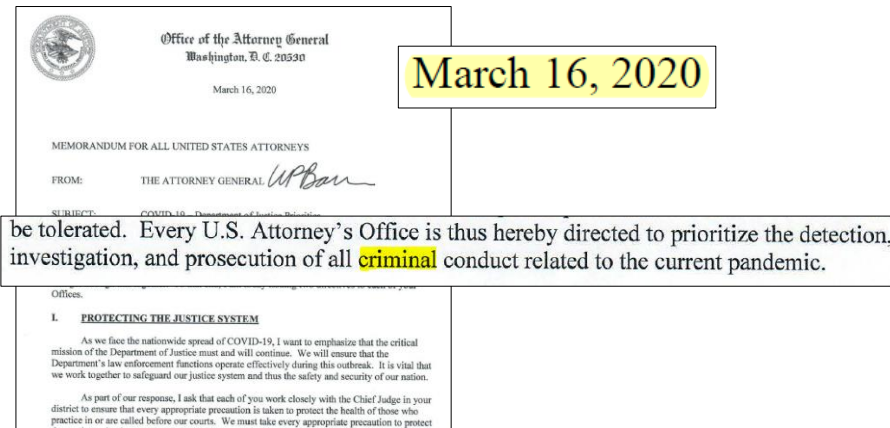 Office of the Attorney General
Washington, D. C. 20530
March 16, 2020
March 16, 2020
MEMORANDUM FOR ALL UNITED STATES ATTORNEYS
FROM: THE ATTORNEY GENERAL WPBarr
SUBJECT: COVID-19 – Department of Justice Priorities
be tolerated. Every U.S. Attorney's Office is thus hereby directed to prioritize the detection,
investigation, and prosecution of all criminal conduct related to the current pandemic.
Offices.
I. PROTECTING THE JUSTICE SYSTEM
As we face the nationwide spread of COVID-19, I want to emphasize that the critical
mission of the Department of Justice must and will continue. We will ensure that the
Department's law enforcement functions operate effectively during this outbreak. It is vital that
we work together to safeguard our justice system and thus the safety and security of our nation.
As part of our response, I ask that each of you work closely with the Chief Judge in your
district to ensure that every appropriate precaution is taken to protect the health of those who
practice in or are called before our courts. We must take every appropriate precaution to protect